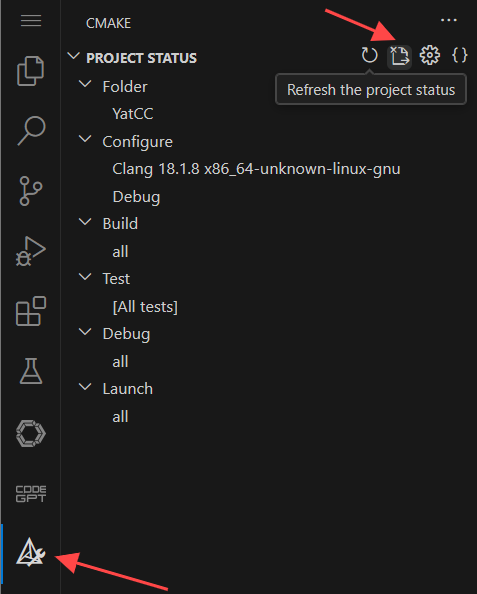 CMAKE
PROJECT STATUS
Refresh the project status
Folder
YatCC
Configure
Clang 18.1.8 x86_64-unknown-linux-gnu
Debug
Build
all
Test
[All tests]
Debug
all
Launch
all
CODE
GPT